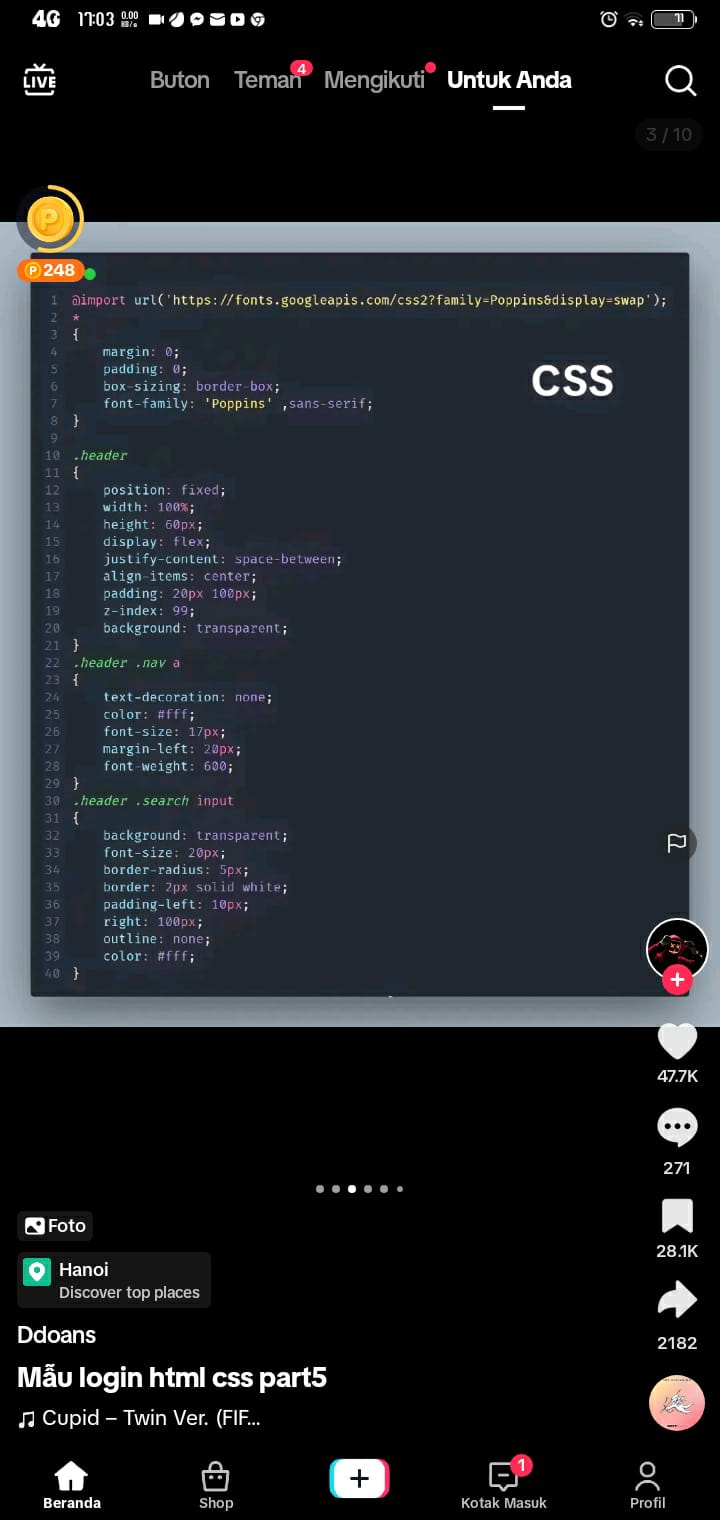 4G 17:03 0.00 KB/s 71
LIVE Buton Teman 4 Mengikuti Untuk Anda
3 / 10
P
P 248
1 @import url('https://fonts.googleapis.com/css2?family=Poppins&display=swap');
2 *
3 {
4 margin: 0;
5 padding: 0;
6 box-sizing: border-box;
7 font-family: 'Poppins' ,sans-serif;
8 }
9
10 .header
11 {
12 position: fixed;
13 width: 100%;
14 height: 60px;
15 display: flex;
16 justify-content: space-between;
17 align-items: center;
18 padding: 20px 100px;
19 z-index: 99;
20 background: transparent;
21 }
22 .header .nav a
23 {
24 text-decoration: none;
25 color: #fff;
26 font-size: 17px;
27 margin-left: 20px;
28 font-weight: 600;
29 }
30 .header .search input
31 {
32 background: transparent;
33 font-size: 20px;
34 border-radius: 5px;
35 border: 2px solid white;
36 padding-left: 10px;
37 right: 100px;
38 outline: none;
39 color: #fff;
40 }
CSS
47.7K
271
28.1K
2182
Foto
Hanoi
Discover top places
Ddoans
Mẫu login html css part5
Cupid – Twin Ver. (FIF...
1
Beranda Shop Kotak Masuk Profil